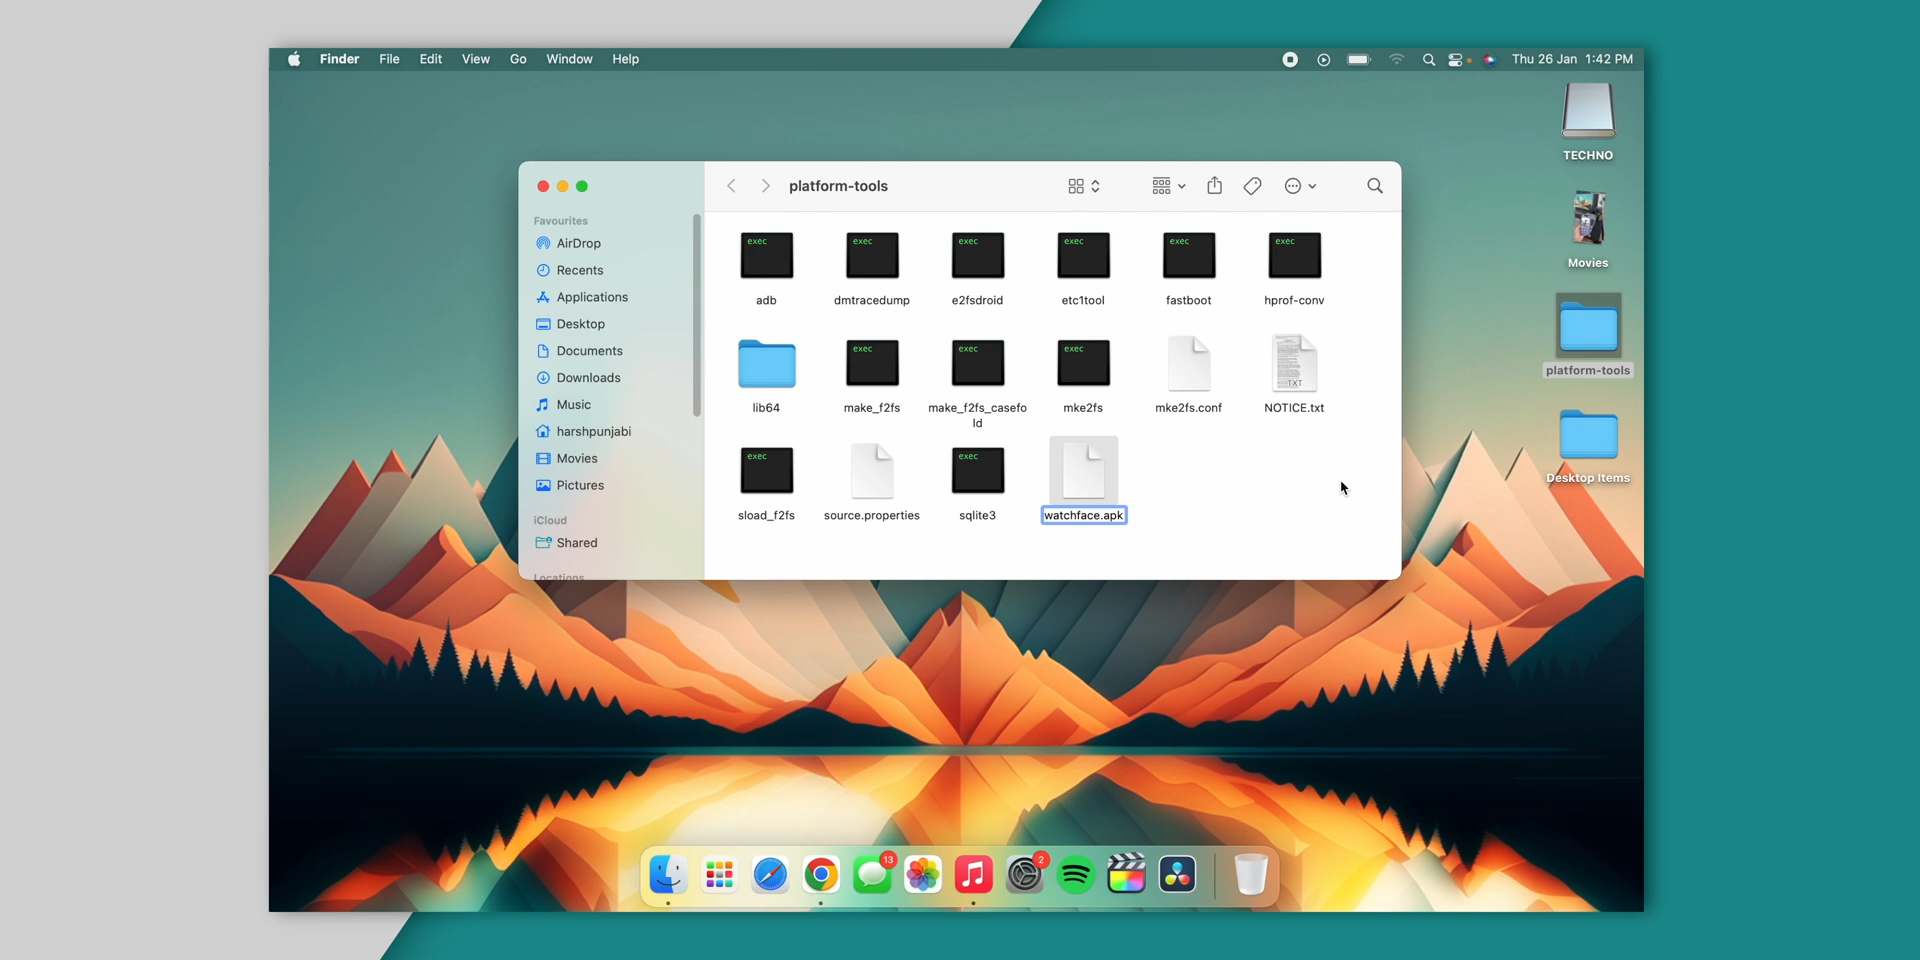 Finder File Edit View Go Window Help
Thu 26 Jan 1:42 PM
platform-tools
Favourites
AirDrop
Recents
Applications
Desktop
Documents
Downloads
Music
harshpunjabi
Movies
Pictures
iCloud
Shared
Locations
exec exec exec exec exec exec
adb dmtracedump e2fsdroid etc1tool fastboot hprof-conv
exec exec exec TXT
lib64 make_f2fs make_f2fs_casefo mke2fs mke2fs.conf NOTICE.txt
ld
exec exec
sload_f2fs source.properties sqlite3 watchface.apk
TECHNO
Movies
platform-tools
Desktop Items
13 2